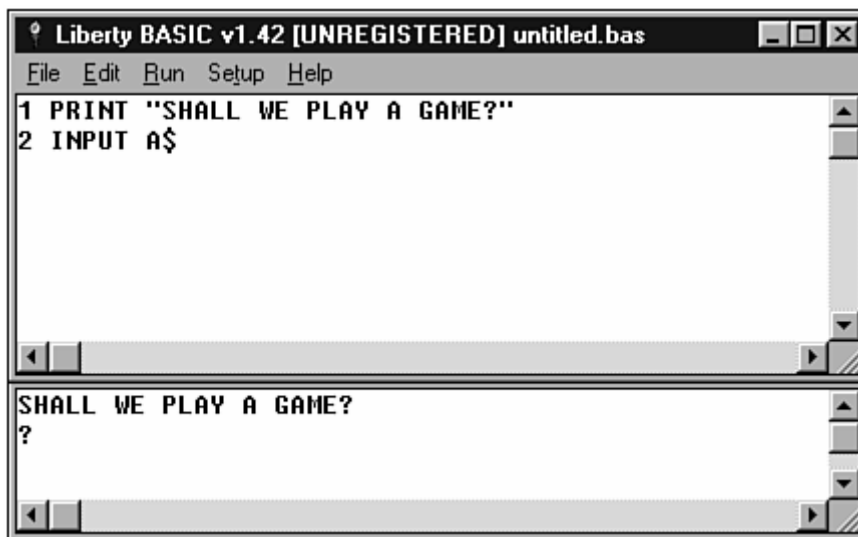 Liberty BASIC v1.42 [UNREGISTERED] untitled.bas
File Edit Run Setup Help
1 PRINT "SHALL WE PLAY A GAME?"
2 INPUT A$
SHALL WE PLAY A GAME?
?